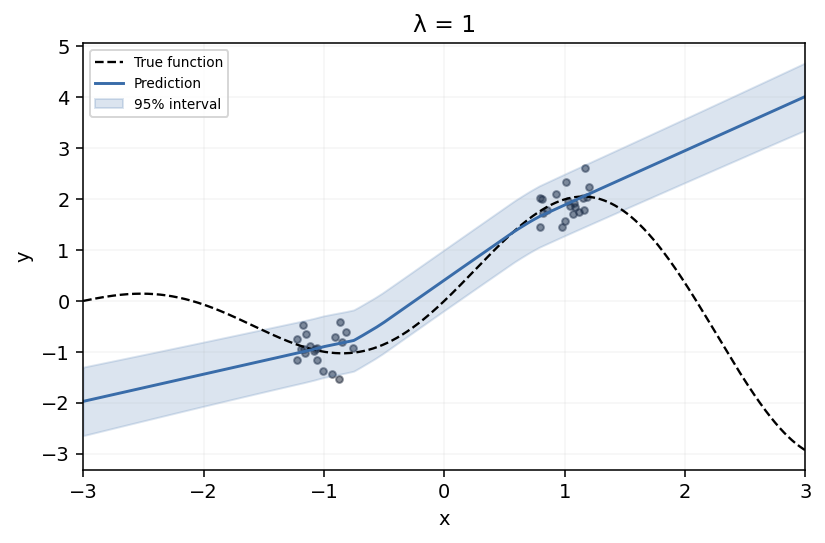 λ = 1
True function
Prediction
95% interval
5
4
3
2
1
0
−1
−2
−3
y
−3 −2 −1 0 1 2 3
x